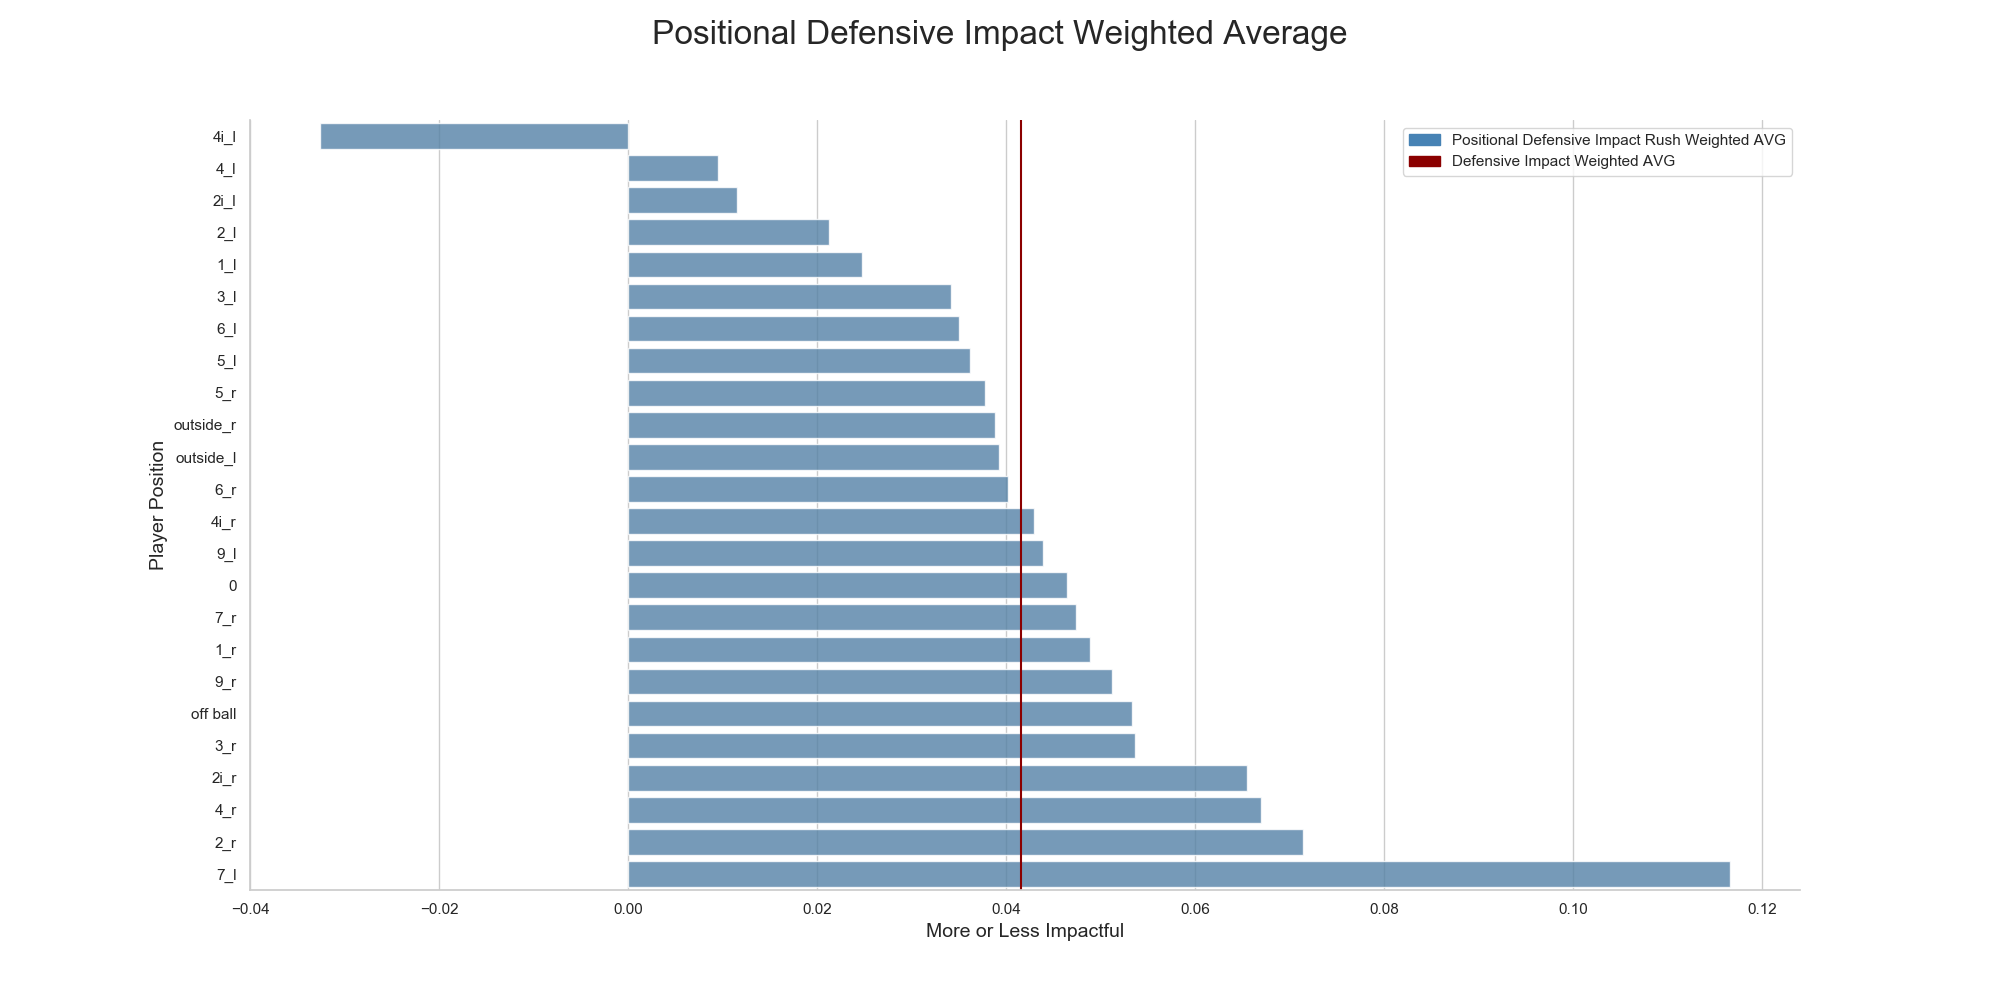 Positional Defensive Impact Weighted Average
Positional Defensive Impact Rush Weighted AVG
Defensive Impact Weighted AVG
Player Position
4i_l
4_l
2i_l
2_l
1_l
3_l
6_l
5_l
5_r
outside_r
outside_l
6_r
4i_r
9_l
0
7_r
1_r
9_r
off ball
3_r
2i_r
4_r
2_r
7_l
−0.04 −0.02 0.00 0.02 0.04 0.06 0.08 0.10 0.12
More or Less Impactful